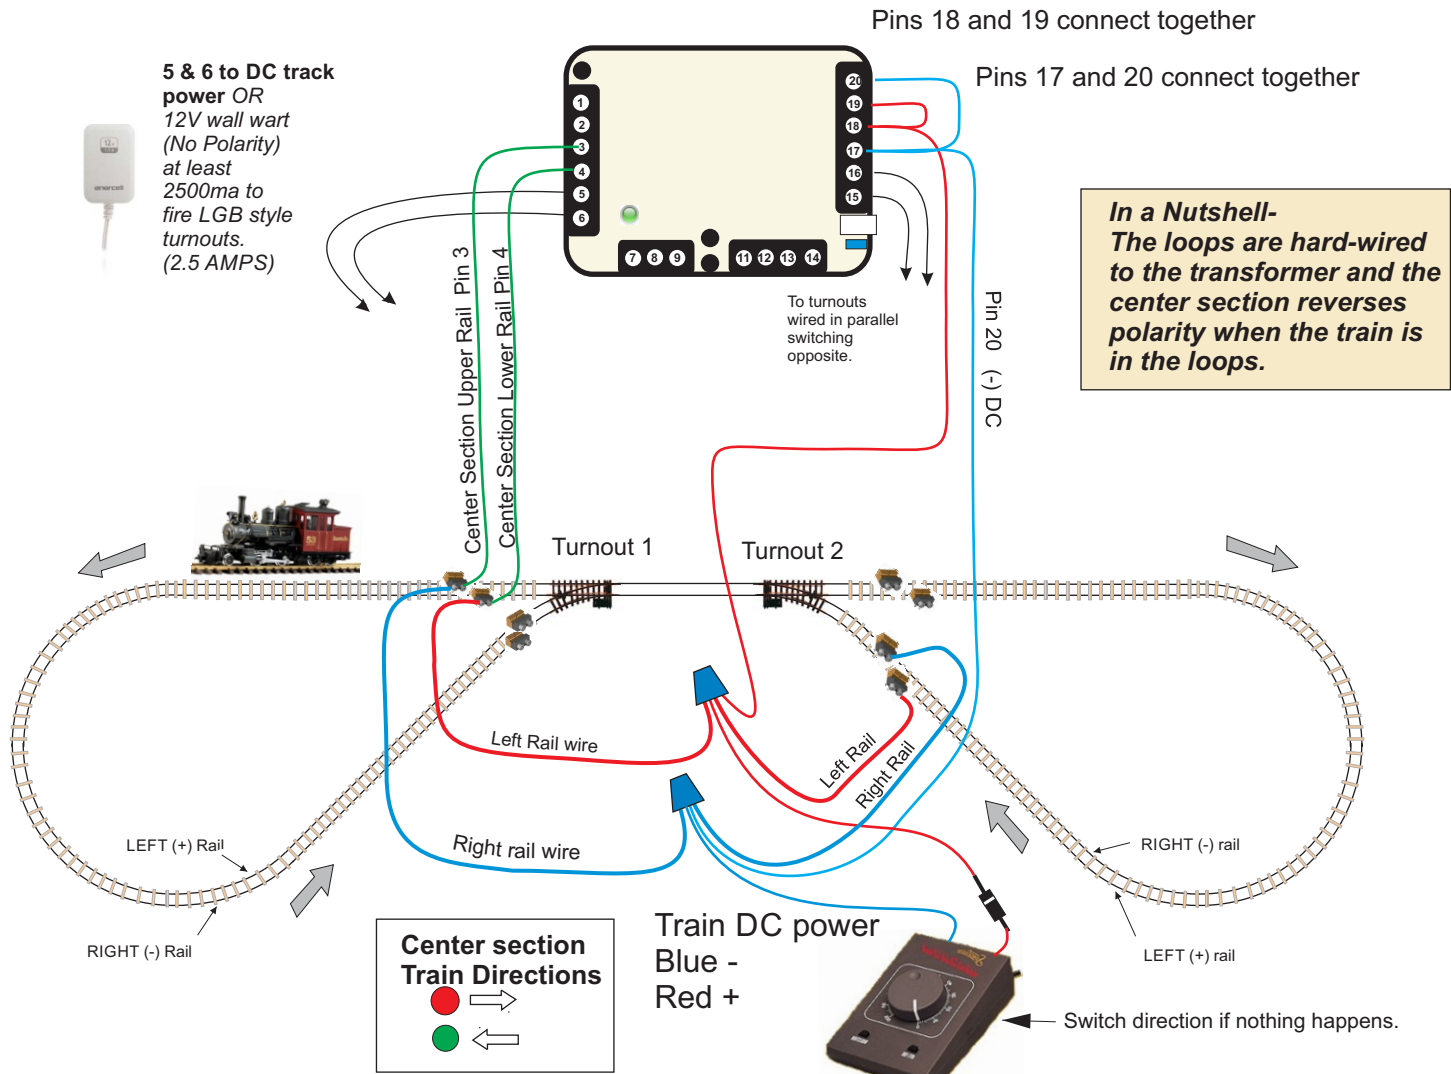 Pins 18 and 19 connect together
Pins 17 and 20 connect together
5 & 6 to DC track
power OR
12V wall wart
(No Polarity)
at least
2500ma to
fire LGB style
turnouts.
(2.5 AMPS)
enercell
1
2
3
4
5
6
7
8
9
11
12
13
14
20
19
18
17
16
15
In a Nutshell-
The loops are hard-wired
to the transformer and the
center section reverses
polarity when the train is
in the loops.
To turnouts
wired in parallel
switching
opposite.
Center Section Upper Rail Pin 3
Center Section Lower Rail Pin 4
Pin 20 (-) DC
Turnout 1
Turnout 2
Left Rail wire
Left Rail
Right Rail
Right rail wire
LEFT (+) Rail
RIGHT (-) Rail
RIGHT (-) rail
LEFT (+) rail
Center section
Train Directions
Train DC power
Blue -
Red +
Switch direction if nothing happens.